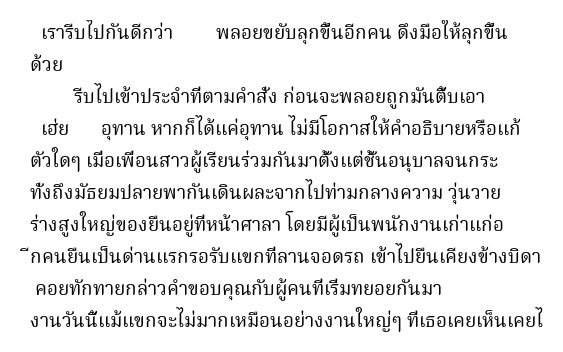 เรารีบไปกันดีกว่า พลอยขยับลุกขึ้นอีกคน ดึงมือให้ลุกขึ้น
ด้วย
รีบไปเข้าประจำที่ตามคำสั่ง ก่อนจะพลอยถูกมันติ้บเอา
เฮ่ย อุทาน หากก็ได้แค่อุทาน ไม่มีโอกาสให้คำอธิบายหรือแก้
ตัวใดๆ เมื่อเพื่อนสาวผู้เรียนร่วมกันมาตั้งแต่ชั้นอนุบาลจนกระ
ทั่งถึงมัธยมปลายพากันเดินผละจากไปท่ามกลางความ วุ่นวาย
ร่างสูงใหญ่ของยืนอยู่ที่หน้าศาลา โดยมีผู้เป็นพนักงานเก่าแก่อ
ีกคนยืนเป็นด่านแรกรอรับแขกที่ลานจอดรถ เข้าไปยืนเคียงข้างบิดา
คอยทักทายกล่าวคำขอบคุณกับผู้คนที่เริ่มทยอยกันมา
งานวันนี้แม้แขกจะไม่มากเหมือนอย่างงานใหญ่ๆ ที่เธอเคยเห็นเคยไ